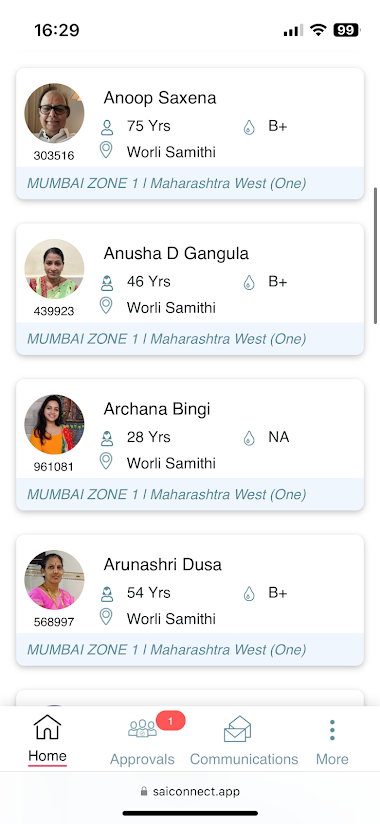 16:29
99
Anoop Saxena
75 Yrs B+
303516
Worli Samithi
MUMBAI ZONE 1 | Maharashtra West (One)
Anusha D Gangula
46 Yrs B+
439923
Worli Samithi
MUMBAI ZONE 1 | Maharashtra West (One)
Archana Bingi
28 Yrs NA
961081
Worli Samithi
MUMBAI ZONE 1 | Maharashtra West (One)
Arunashri Dusa
54 Yrs B+
568997
Worli Samithi
MUMBAI ZONE 1 | Maharashtra West (One)
1
Home Approvals Communications More
saiconnect.app